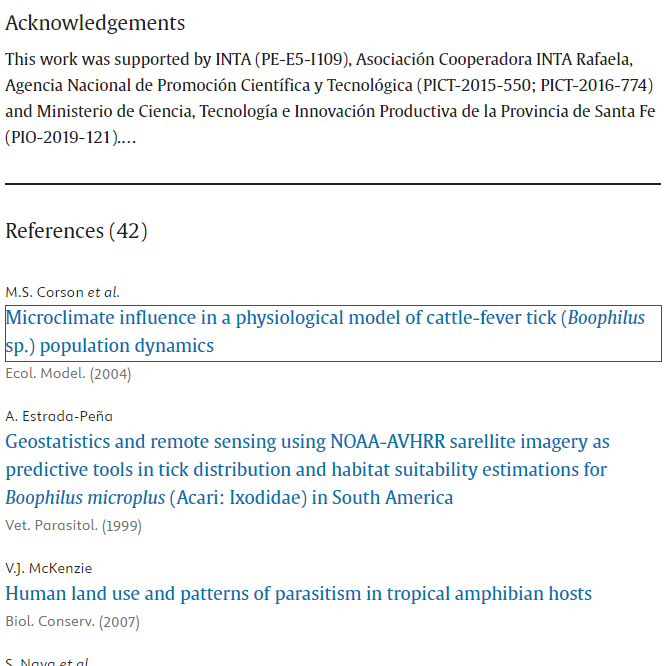 Acknowledgements
This work was supported by INTA (PE-E5-I109), Asociación Cooperadora INTA Rafaela,
Agencia Nacional de Promoción Científica y Tecnológica (PICT-2015-550; PICT-2016-774)
and Ministerio de Ciencia, Tecnología e Innovación Productiva de la Provincia de Santa Fe
(PIO-2019-121).…
References (42)
M.S. Corson et al.
Microclimate influence in a physiological model of cattle-fever tick (Boophilus
sp.) population dynamics
Ecol. Model. (2004)
A. Estrada-Peña
Geostatistics and remote sensing using NOAA-AVHRR sarellite imagery as
predictive tools in tick distribution and habitat suitability estimations for
Boophilus microplus (Acari: Ixodidae) in South America
Vet. Parasitol. (1999)
V.J. McKenzie
Human land use and patterns of parasitism in tropical amphibian hosts
Biol. Conserv. (2007)
S. Nava et al.